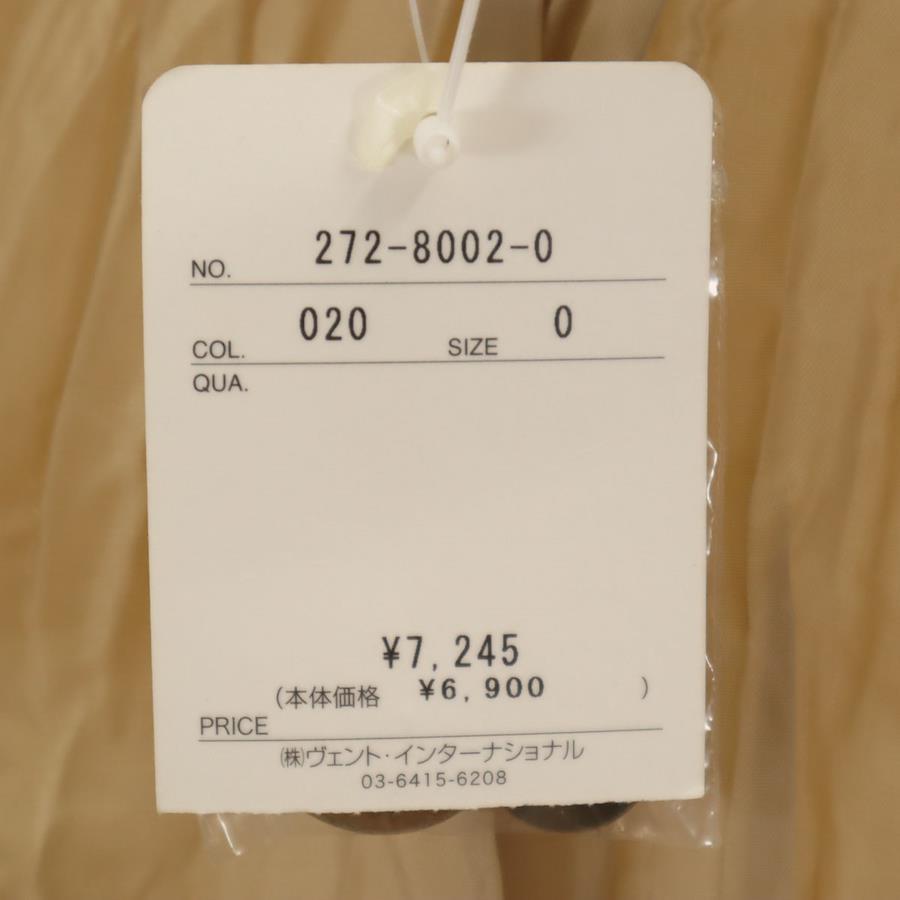 NO. 272-8002-0
COL. 020 SIZE 0
QUA.
¥7,245
(本体価格 ¥6,900 )
PRICE
㈱ヴェント・インターナショナル
03-6415-6208